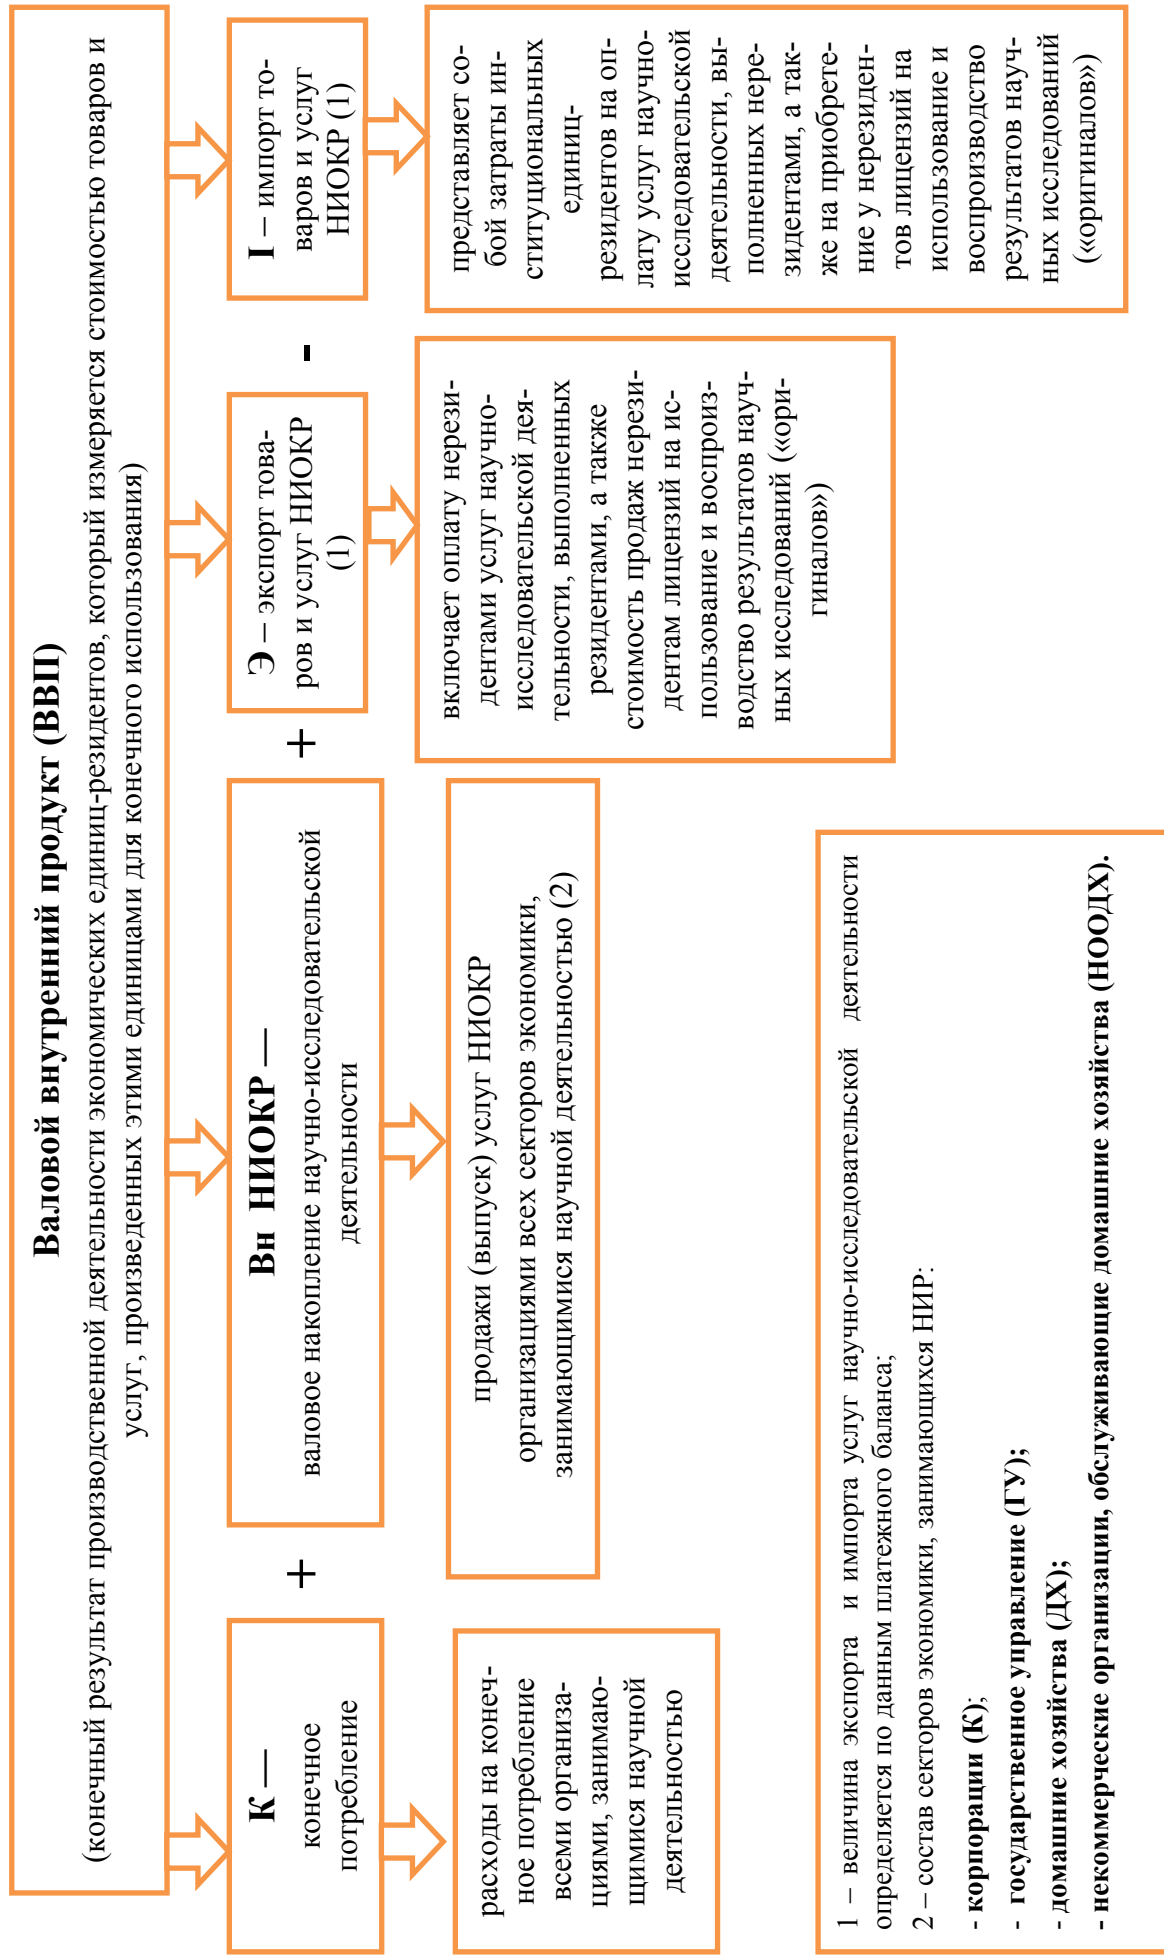 Валовой внутренний продукт (ВВП)
(конечный результат производственной деятельности экономических единиц-резидентов, который измеряется стоимостью товаров и
услуг, произведенных этими единицами для конечного использования)
К —
конечное
потребление
+
Вн НИОКР —
валовое накопление научно-исследовательской
деятельности
+
Э – экспорт това-
ров и услуг НИОКР
(1)
-
I – импорт то-
варов и услуг
НИОКР (1)
расходы на конеч-
ное потребление
всеми организа-
циями, занимаю-
щимися научной
деятельностью
продажи (выпуск) услуг НИОКР
организациями всех секторов экономики,
занимающимися научной деятельностью (2)
включает оплату нерези-
дентами услуг научно-
исследовательской дея-
тельности, выполненных
резидентами, а также
стоимость продаж нерези-
дентам лицензий на ис-
пользование и воспроиз-
водство результатов науч-
ных исследований («ори-
гиналов»)
представляет со-
бой затраты ин-
ституциональных
единиц-
резидентов на оп-
лату услуг научно-
исследовательской
деятельности, вы-
полненных нере-
зидентами, а так-
же на приобрете-
ние у нерезиден-
тов лицензий на
использование и
воспроизводство
результатов науч-
ных исследований
(«оригиналов»)
1 – величина экспорта и импорта услуг научно-исследовательской деятельности
определяется по данным платежного баланса;
2 – состав секторов экономики, занимающихся НИР:
- корпорации (К);
- государственное управление (ГУ);
- домашние хозяйства (ДХ);
- некоммерческие организации, обслуживающие домашние хозяйства (НООДХ).